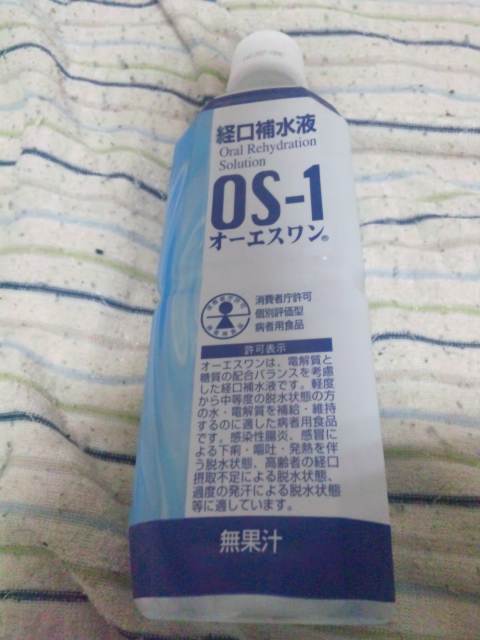 経口補水液
Oral Rehydration
Solution
OS-1
オーエスワン®
消費者庁許可
個別評価型
病者用食品
許可表示
オーエスワンは、電解質と
糖質の配合バランスを考慮
した経口補水液です。軽度
から中等度の脱水状態の方
の水・電解質を補給・維持
するのに適した病者用食品
です。感染性腸炎、感冒によ
る下痢・嘔吐・発熱を伴
う脱水状態、高齢者の経口
摂取不足による脱水状態、
過度の発汗による脱水状態
等に適しています。
無果汁